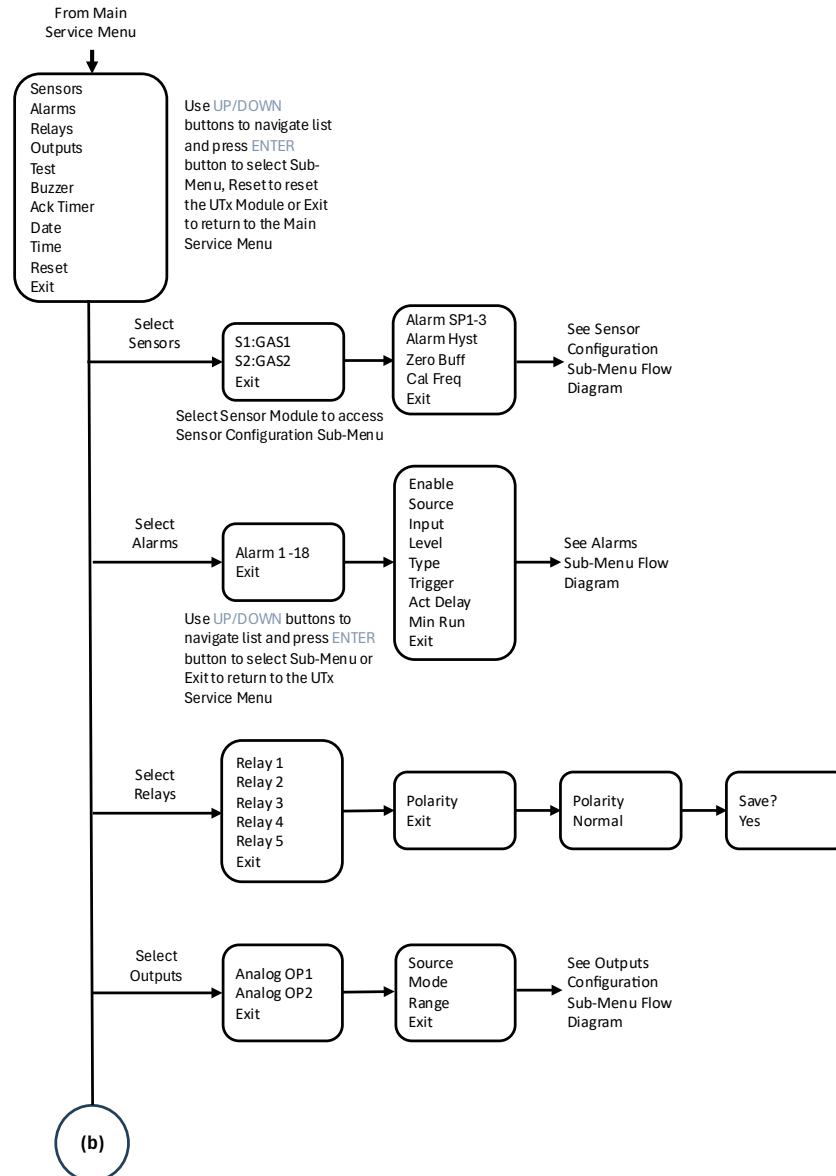 From Main
Service Menu
Sensors
Alarms
Relays
Outputs
Test
Buzzer
Ack Timer
Date
Time
Reset
Exit
Use UP/DOWN
buttons to navigate list
and press ENTER
button to select Sub-
Menu, Reset to reset
the UTx Module or Exit
to return to the Main
Service Menu
Select
Sensors
S1:GAS1
S2:GAS2
Exit
Select Sensor Module to access
Sensor Configuration Sub-Menu
Alarm SP1-3
Alarm Hyst
Zero Buff
Cal Freq
Exit
See Sensor
Configuration
Sub-Menu Flow
Diagram
Select
Alarms
Alarm 1 -18
Exit
Use UP/DOWN buttons to
navigate list and press ENTER
button to select Sub-Menu or
Exit to return to the UTx
Service Menu
Enable
Source
Input
Level
Type
Trigger
Act Delay
Min Run
Exit
See Alarms
Sub-Menu Flow
Diagram
Select
Relays
Relay 1
Relay 2
Relay 3
Relay 4
Relay 5
Exit
Polarity
Exit
Polarity
Normal
Save?
Yes
Select
Outputs
Analog OP1
Analog OP2
Exit
Source
Mode
Range
Exit
See Outputs
Configuration
Sub-Menu Flow
Diagram
(b)